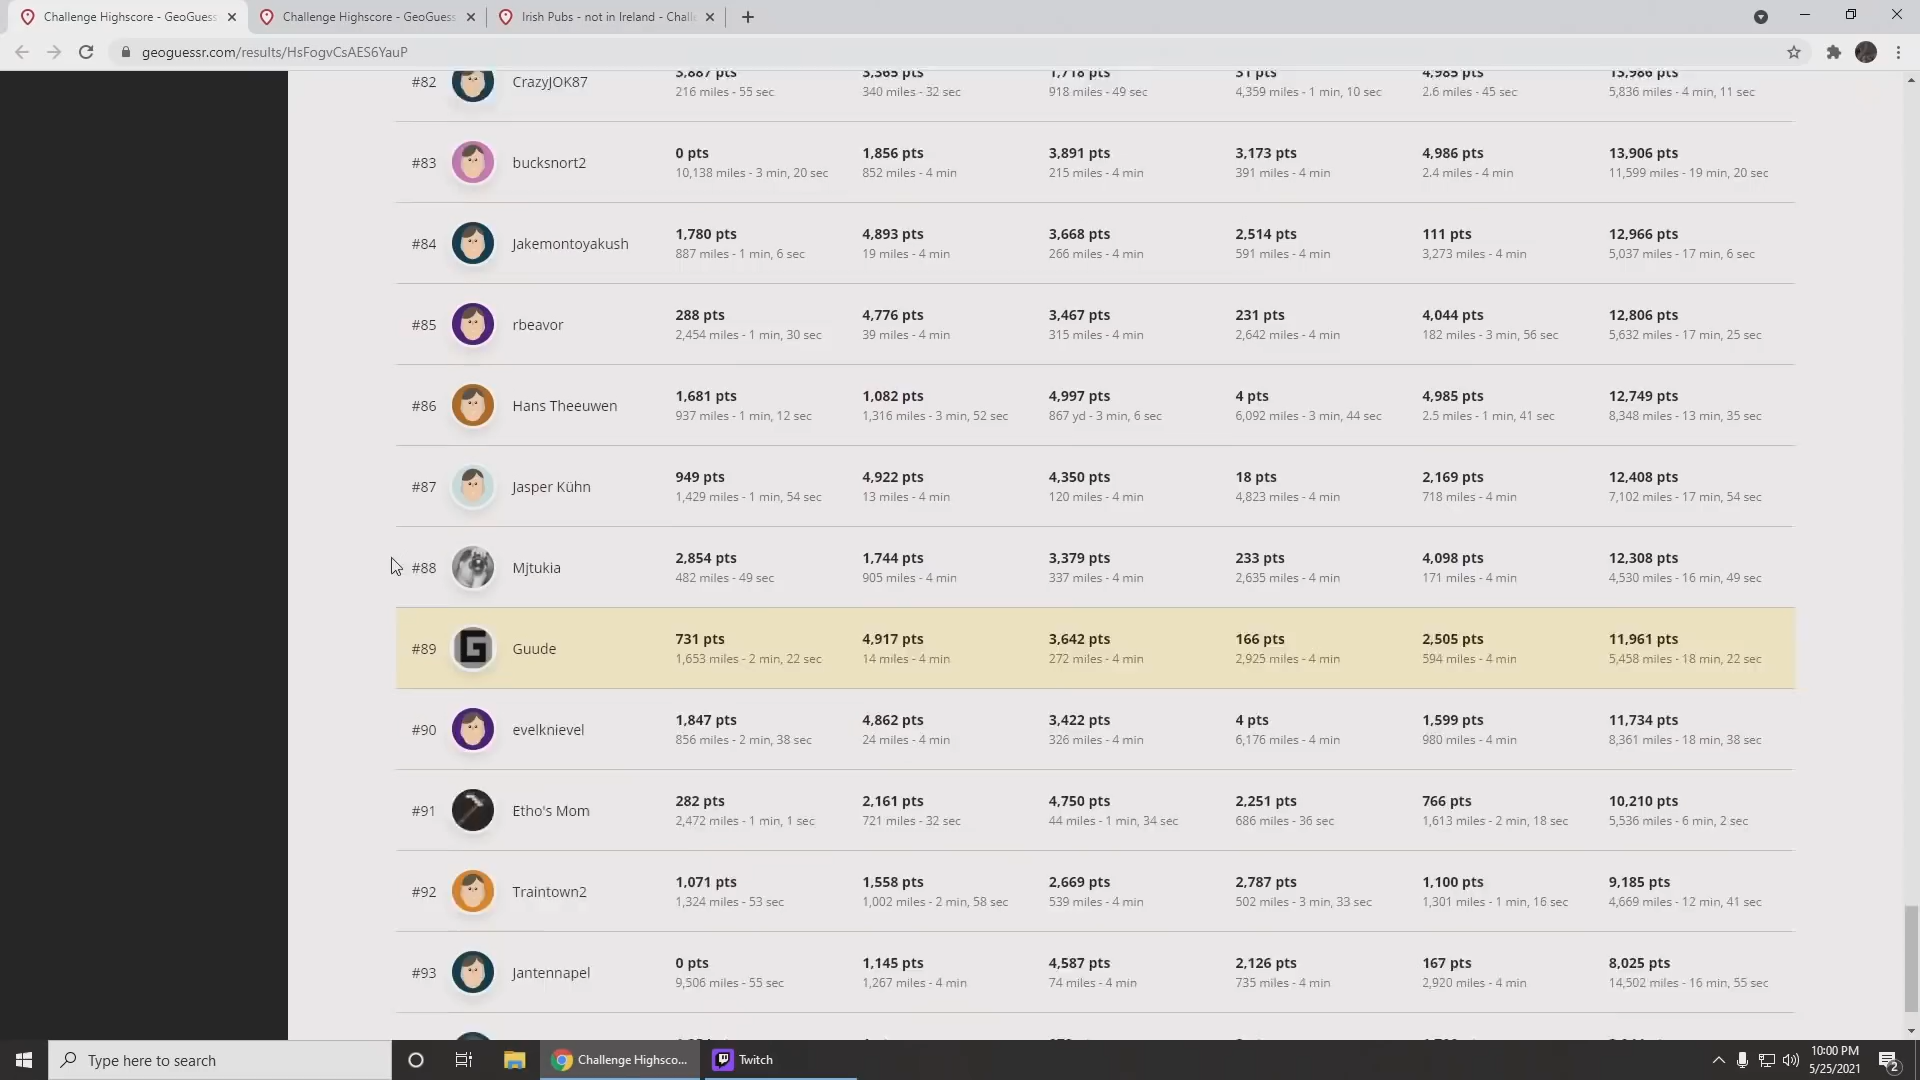 Challenge Highscore - GeoGuess
Challenge Highscore - GeoGuess
Irish Pubs - not in Ireland - Chall
geoguessr.com/results/HsFogvCsAES6YauP
#82 CrazyJOK87 3,887 pts 3,365 pts 1,718 pts 31 pts 4,985 pts 13,986 pts
216 miles - 55 sec 340 miles - 32 sec 918 miles - 49 sec 4,359 miles - 1 min, 10 sec 2.6 miles - 45 sec 5,836 miles - 4 min, 11 sec
#83 bucksnort2 0 pts 1,856 pts 3,891 pts 3,173 pts 4,986 pts 13,906 pts
10,138 miles - 3 min, 20 sec 852 miles - 4 min 215 miles - 4 min 391 miles - 4 min 2.4 miles - 4 min 11,599 miles - 19 min, 20 sec
#84 Jakemontoyakush 1,780 pts 4,893 pts 3,668 pts 2,514 pts 111 pts 12,966 pts
887 miles - 1 min, 6 sec 19 miles - 4 min 266 miles - 4 min 591 miles - 4 min 3,273 miles - 4 min 5,037 miles - 17 min, 6 sec
#85 rbeavor 288 pts 4,776 pts 3,467 pts 231 pts 4,044 pts 12,806 pts
2,454 miles - 1 min, 30 sec 39 miles - 4 min 315 miles - 4 min 2,642 miles - 4 min 182 miles - 3 min, 56 sec 5,632 miles - 17 min, 25 sec
#86 Hans Theeuwen 1,681 pts 1,082 pts 4,997 pts 4 pts 4,985 pts 12,749 pts
937 miles - 1 min, 12 sec 1,316 miles - 3 min, 52 sec 867 yd - 3 min, 6 sec 6,092 miles - 3 min, 44 sec 2.5 miles - 1 min, 41 sec 8,348 miles - 13 min, 35 sec
#87 Jasper Kühn 949 pts 4,922 pts 4,350 pts 18 pts 2,169 pts 12,408 pts
1,429 miles - 1 min, 54 sec 13 miles - 4 min 120 miles - 4 min 4,823 miles - 4 min 718 miles - 4 min 7,102 miles - 17 min, 54 sec
#88 Mjtukia 2,854 pts 1,744 pts 3,379 pts 233 pts 4,098 pts 12,308 pts
482 miles - 49 sec 905 miles - 4 min 337 miles - 4 min 2,635 miles - 4 min 171 miles - 4 min 4,530 miles - 16 min, 49 sec
#89 G Guude 731 pts 4,917 pts 3,642 pts 166 pts 2,505 pts 11,961 pts
1,653 miles - 2 min, 22 sec 14 miles - 4 min 272 miles - 4 min 2,925 miles - 4 min 594 miles - 4 min 5,458 miles - 18 min, 22 sec
#90 evelknievel 1,847 pts 4,862 pts 3,422 pts 4 pts 1,599 pts 11,734 pts
856 miles - 2 min, 38 sec 24 miles - 4 min 326 miles - 4 min 6,176 miles - 4 min 980 miles - 4 min 8,361 miles - 18 min, 38 sec
#91 Etho's Mom 282 pts 2,161 pts 4,750 pts 2,251 pts 766 pts 10,210 pts
2,472 miles - 1 min, 1 sec 721 miles - 32 sec 44 miles - 1 min, 34 sec 686 miles - 36 sec 1,613 miles - 2 min, 18 sec 5,536 miles - 6 min, 2 sec
#92 Traintown2 1,071 pts 1,558 pts 2,669 pts 2,787 pts 1,100 pts 9,185 pts
1,324 miles - 53 sec 1,002 miles - 2 min, 58 sec 539 miles - 4 min 502 miles - 3 min, 33 sec 1,301 miles - 1 min, 16 sec 4,669 miles - 12 min, 41 sec
#93 Jantennapel 0 pts 1,145 pts 4,587 pts 2,126 pts 167 pts 8,025 pts
9,506 miles - 55 sec 1,267 miles - 4 min 74 miles - 4 min 735 miles - 4 min 2,920 miles - 4 min 14,502 miles - 16 min, 55 sec
Type here to search
Challenge Highsco...
Twitch
10:00 PM
5/25/2021
2